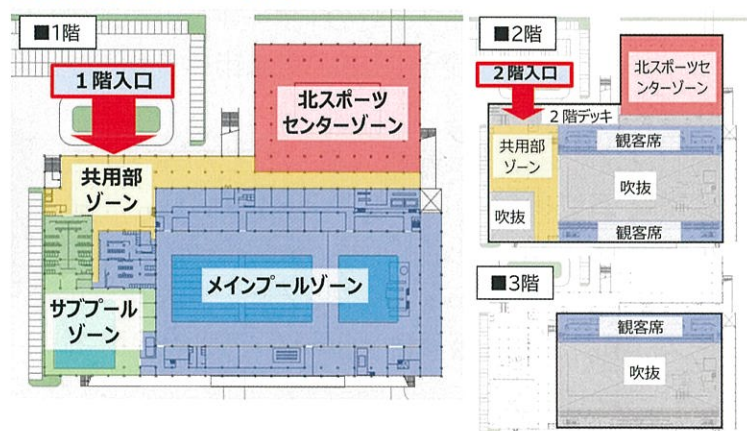 ■1階
1階入口
北スポーツ
センターゾーン
共用部
ゾーン
メインプールゾーン
サブプール
ゾーン
■2階
2階入口
北スポーツセ
ンターゾーン
2階デッキ
共用部
ゾーン
観客席
吹抜
吹抜
観客席
■3階
観客席
吹抜